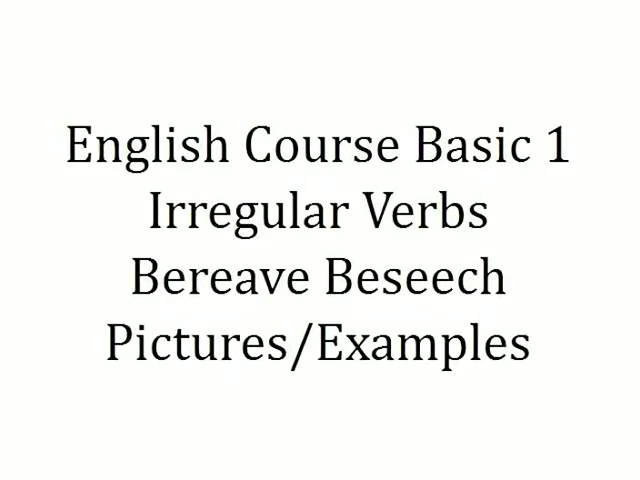 English Course Basic 1
Irregular Verbs
Bereave Beseech
Pictures/Examples